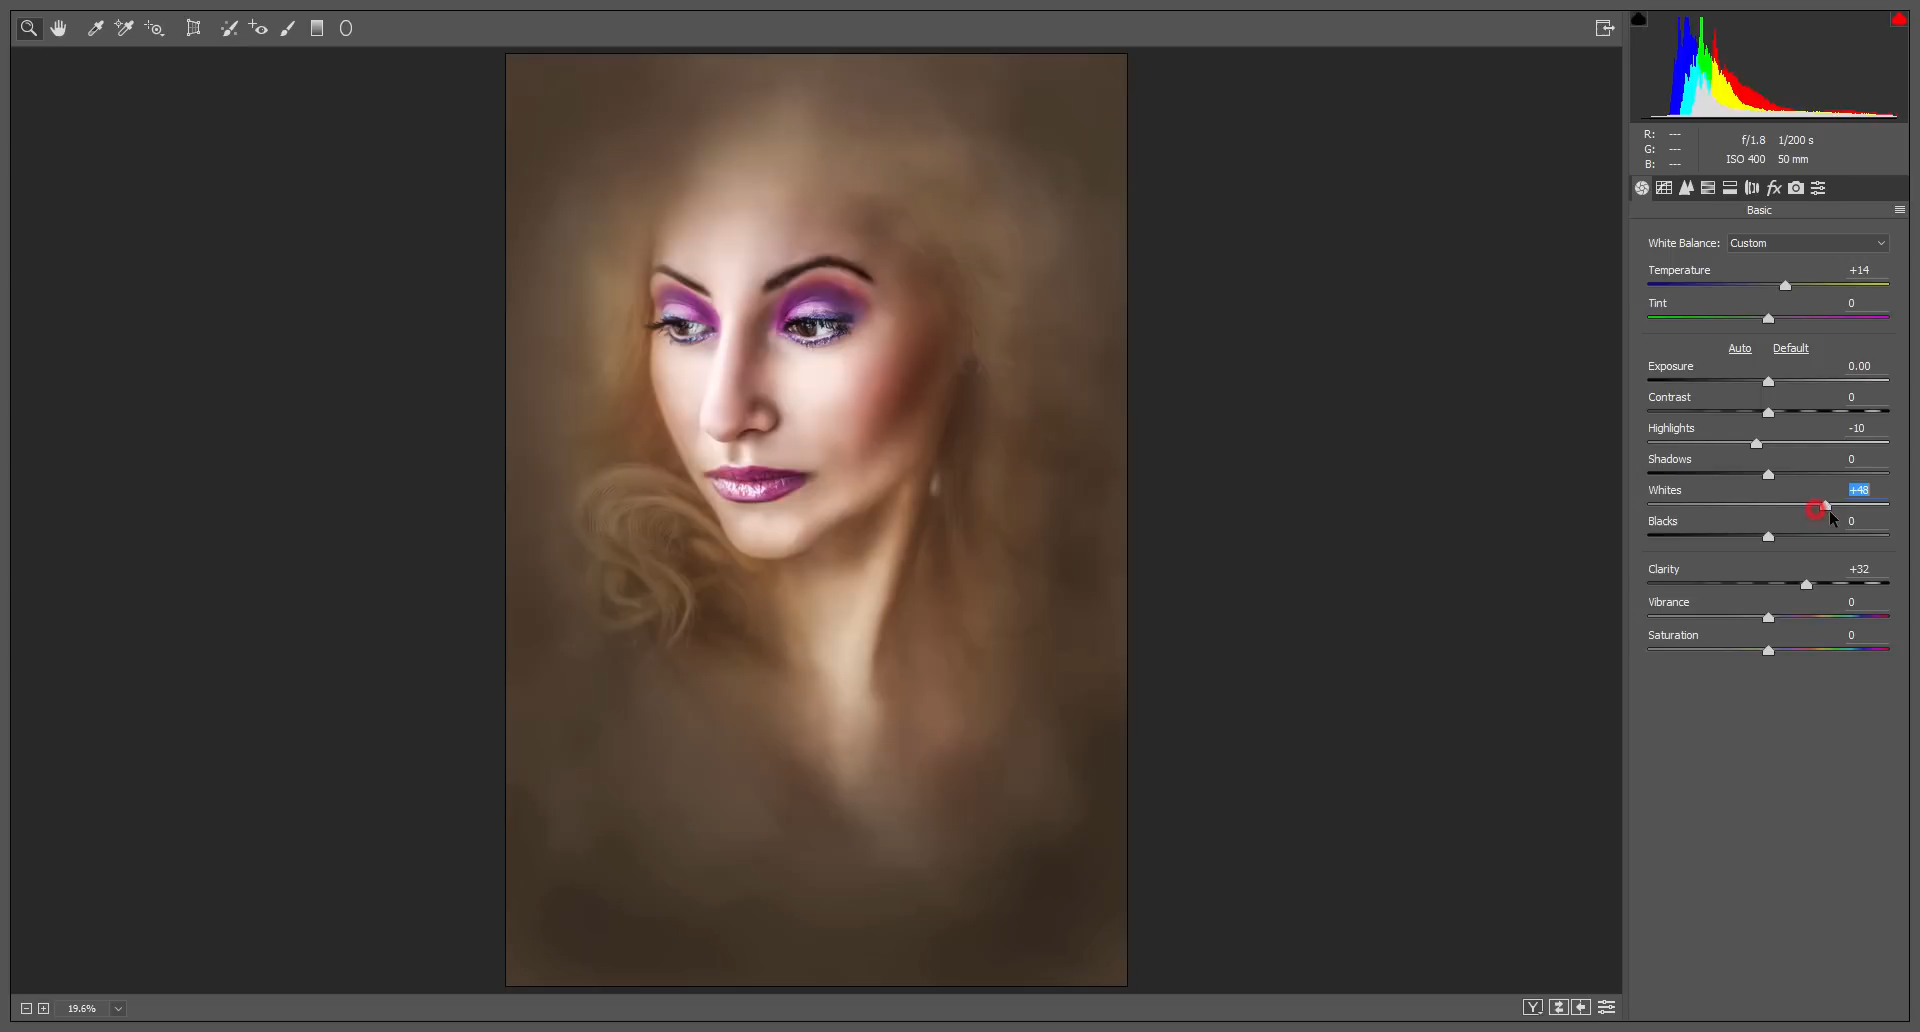 R: ---
G: ---
B: ---
f/1.8 1/200 s
ISO 400 50 mm
fx
Basic
White Balance: Custom
Temperature +14
Tint 0
Auto Default
Exposure 0.00
Contrast 0
Highlights -10
Shadows 0
Whites +48
Blacks 0
Clarity +32
Vibrance 0
Saturation 0
19.6%
Y